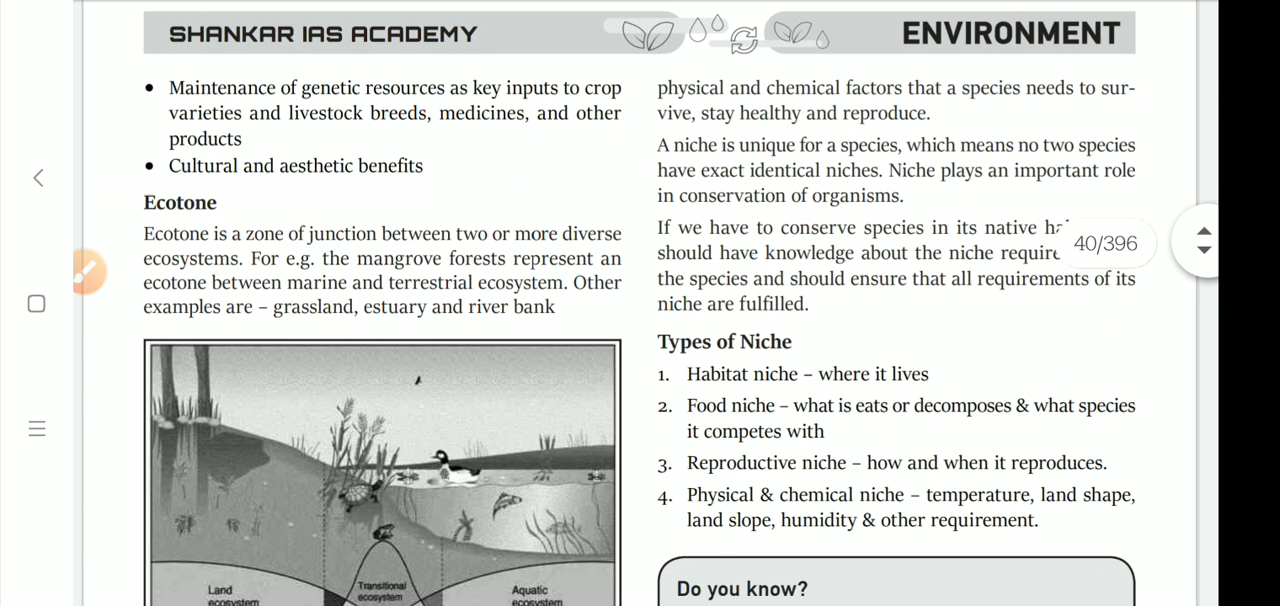 SHANKAR IAS ACADEMY
ENVIRONMENT
• Maintenance of genetic resources as key inputs to crop
varieties and livestock breeds, medicines, and other
products
• Cultural and aesthetic benefits
Ecotone
Ecotone is a zone of junction between two or more diverse
ecosystems. For e.g. the mangrove forests represent an
ecotone between marine and terrestrial ecosystem. Other
examples are – grassland, estuary and river bank
Land
ecosystem
Transitional
ecosystem
Aquatic
ecosystem
physical and chemical factors that a species needs to sur-
vive, stay healthy and reproduce.
A niche is unique for a species, which means no two species
have exact identical niches. Niche plays an important role
in conservation of organisms.
If we have to conserve species in its native
should have knowledge about the niche
the species and should ensure that all requirements of its
niche are fulfilled.
40/396
Types of Niche
1. Habitat niche – where it lives
2. Food niche – what is eats or decomposes & what species
it competes with
3. Reproductive niche – how and when it reproduces.
4. Physical & chemical niche – temperature, land shape,
land slope, humidity & other requirement.
Do you know?